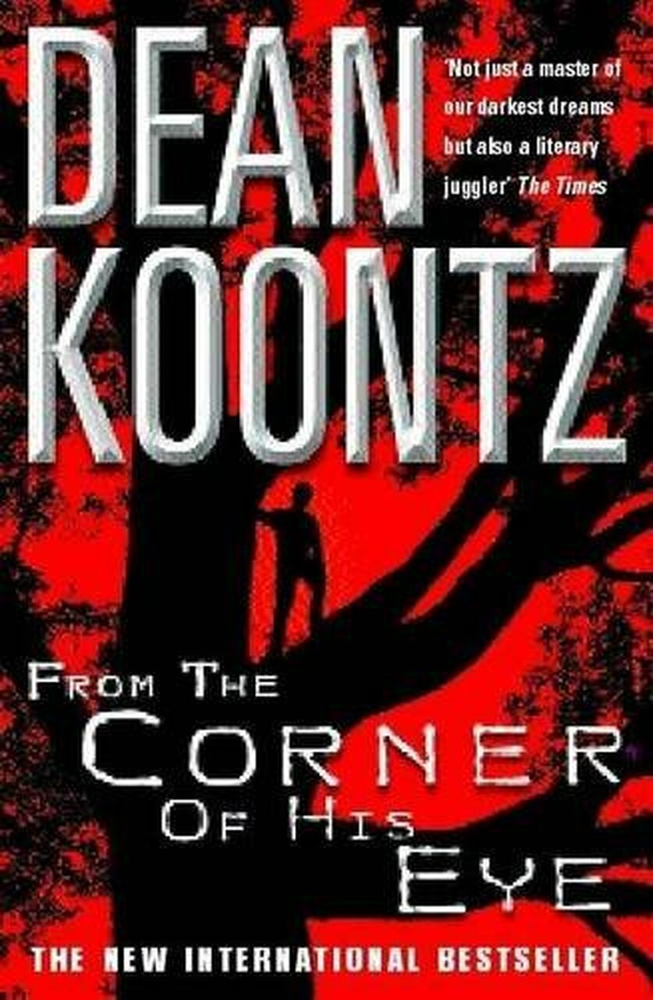 DEAN
KOONTZ
'Not just a master of
our darkest dreams
but also a literary
juggler' The Times
FROM THE
CORNER
OF HIS
EYE
THE NEW INTERNATIONAL BESTSELLER